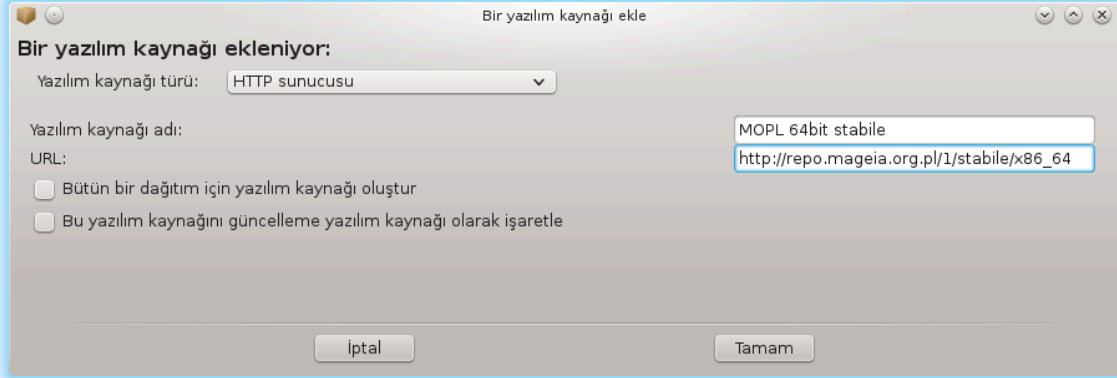 Bir yazılım kaynağı ekle
Bir yazılım kaynağı ekleniyor:
Yazılım kaynağı türü: HTTP sunucusu
Yazılım kaynağı adı: MOPL 64bit stabile
URL: http://repo.mageia.org.pl/1/stabile/x86_64
Bütün bir dağıtım için yazılım kaynağı oluştur
Bu yazılım kaynağını güncelleme yazılım kaynağı olarak işaretle
İptal Tamam